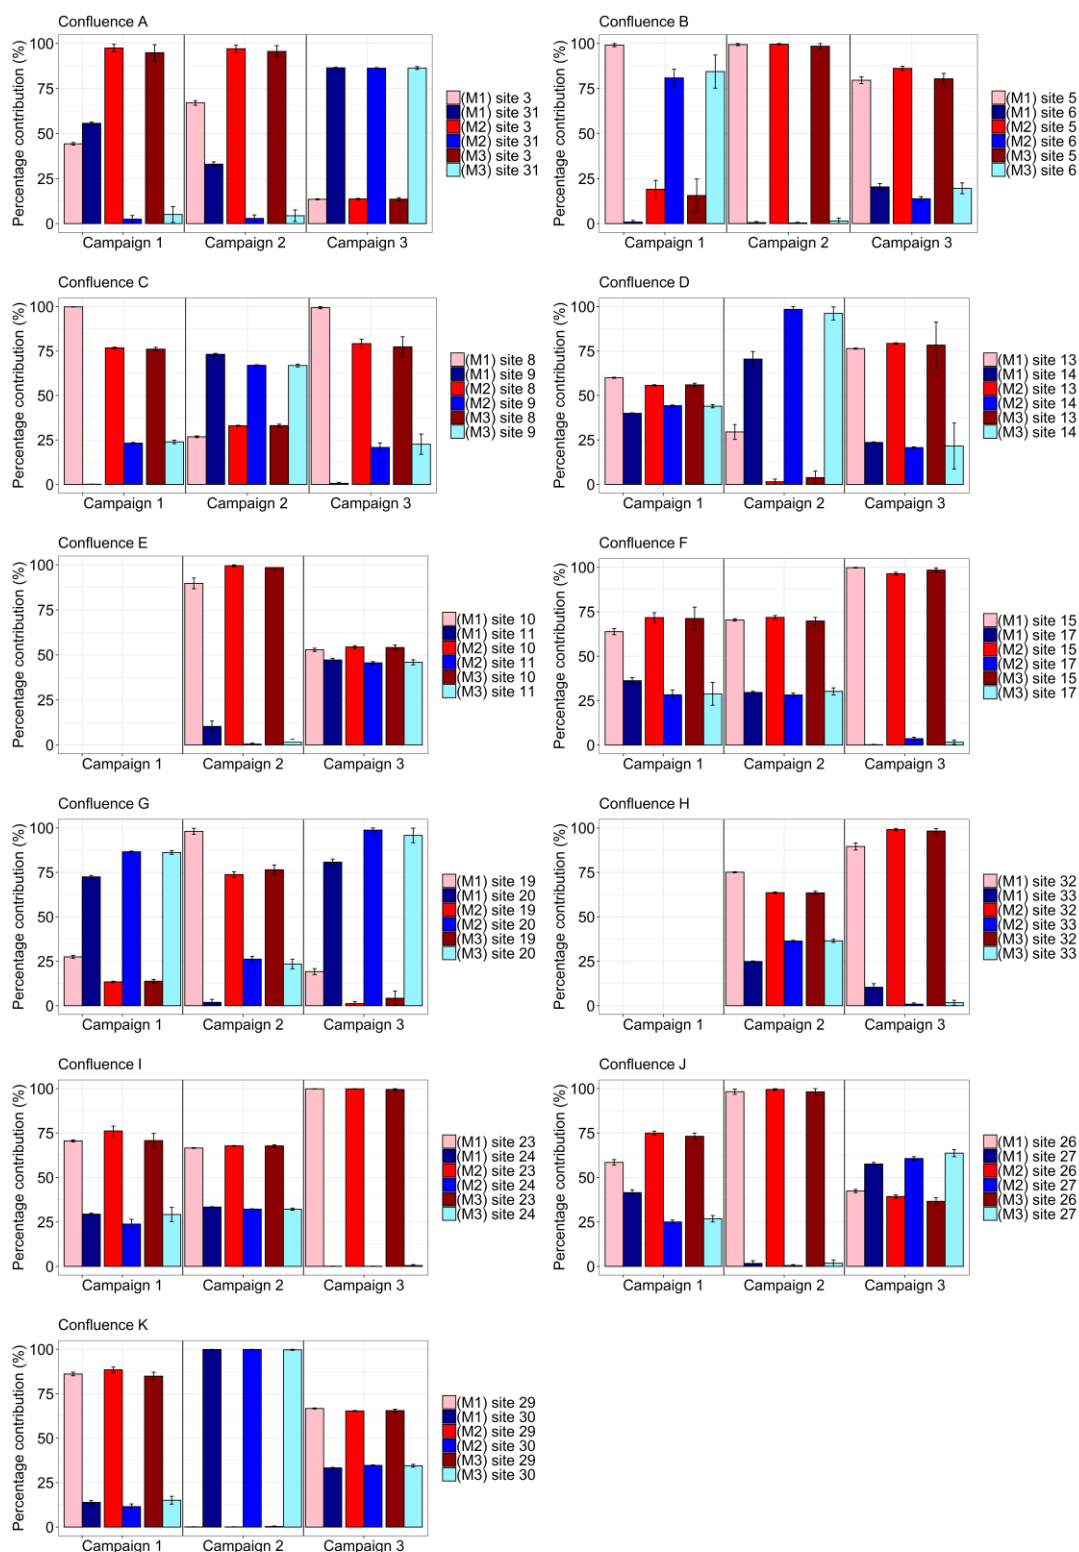 Confluence A
Percentage contribution (%)
100
75
50
25
0
Campaign 1
Campaign 2
Campaign 3
(M1) site 3
(M1) site 31
(M2) site 3
(M2) site 31
(M3) site 3
(M3) site 31
Confluence B
Percentage contribution (%)
100
75
50
25
0
Campaign 1
Campaign 2
Campaign 3
(M1) site 5
(M1) site 6
(M2) site 5
(M2) site 6
(M3) site 5
(M3) site 6
Confluence C
Percentage contribution (%)
100
75
50
25
0
Campaign 1
Campaign 2
Campaign 3
(M1) site 8
(M1) site 9
(M2) site 8
(M2) site 9
(M3) site 8
(M3) site 9
Confluence D
Percentage contribution (%)
100
75
50
25
0
Campaign 1
Campaign 2
Campaign 3
(M1) site 13
(M1) site 14
(M2) site 13
(M2) site 14
(M3) site 13
(M3) site 14
Confluence E
Percentage contribution (%)
100
75
50
25
0
Campaign 1
Campaign 2
Campaign 3
(M1) site 10
(M1) site 11
(M2) site 10
(M2) site 11
(M3) site 10
(M3) site 11
Confluence F
Percentage contribution (%)
100
75
50
25
0
Campaign 1
Campaign 2
Campaign 3
(M1) site 15
(M1) site 17
(M2) site 15
(M2) site 17
(M3) site 15
(M3) site 17
Confluence G
Percentage contribution (%)
100
75
50
25
0
Campaign 1
Campaign 2
Campaign 3
(M1) site 19
(M1) site 20
(M2) site 19
(M2) site 20
(M3) site 19
(M3) site 20
Confluence H
Percentage contribution (%)
100
75
50
25
0
Campaign 1
Campaign 2
Campaign 3
(M1) site 32
(M1) site 33
(M2) site 32
(M2) site 33
(M3) site 32
(M3) site 33
Confluence I
Percentage contribution (%)
100
75
50
25
0
Campaign 1
Campaign 2
Campaign 3
(M1) site 23
(M1) site 24
(M2) site 23
(M2) site 24
(M3) site 23
(M3) site 24
Confluence J
Percentage contribution (%)
100
75
50
25
0
Campaign 1
Campaign 2
Campaign 3
(M1) site 26
(M1) site 27
(M2) site 26
(M2) site 27
(M3) site 26
(M3) site 27
Confluence K
Percentage contribution (%)
100
75
50
25
0
Campaign 1
Campaign 2
Campaign 3
(M1) site 29
(M1) site 30
(M2) site 29
(M2) site 30
(M3) site 29
(M3) site 30